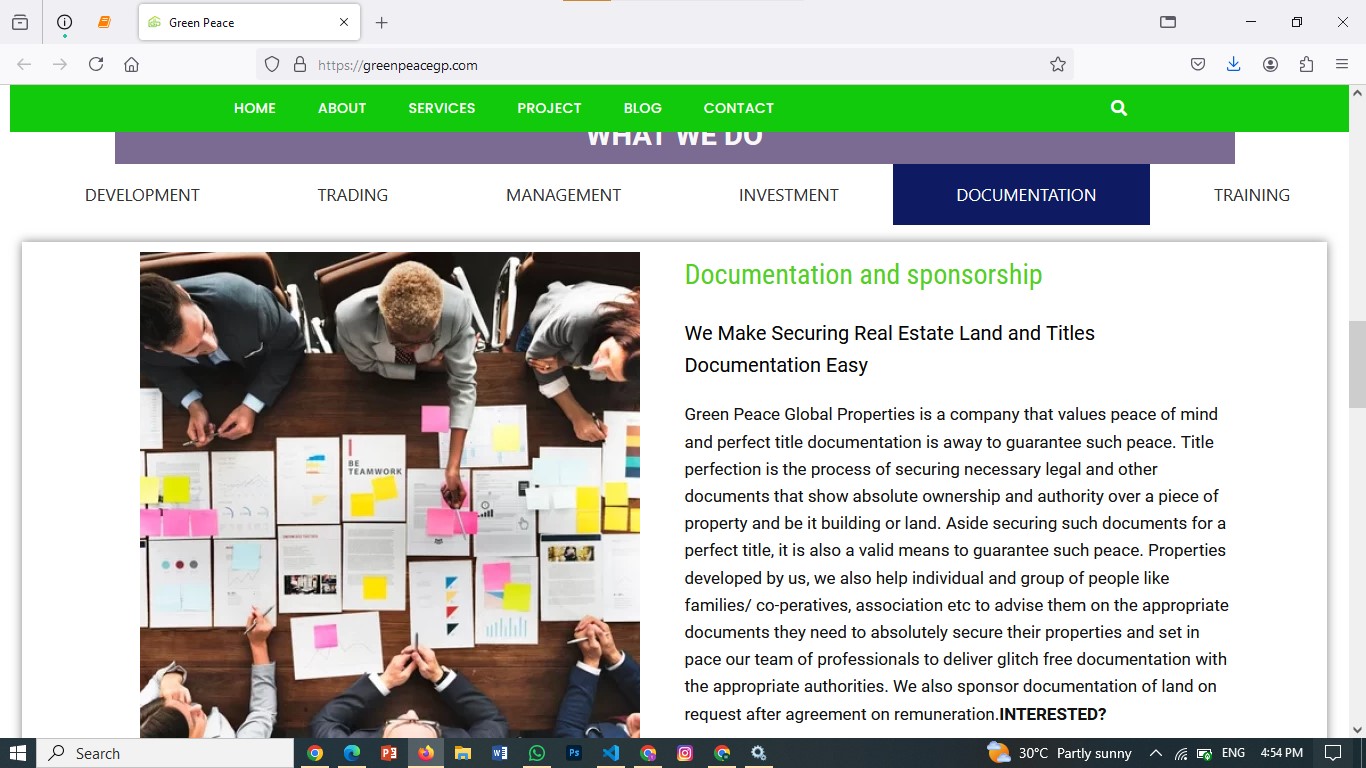 Green Peace
https://greenpeacegp.com
HOME ABOUT SERVICES PROJECT BLOG CONTACT
WHAT WE DO
DEVELOPMENT TRADING MANAGEMENT INVESTMENT DOCUMENTATION TRAINING
BE
TEAMWORK
Documentation and sponsorship
We Make Securing Real Estate Land and Titles
Documentation Easy
Green Peace Global Properties is a company that values peace of mind
and perfect title documentation is away to guarantee such peace. Title
perfection is the process of securing necessary legal and other
documents that show absolute ownership and authority over a piece of
property and be it building or land. Aside securing such documents for a
perfect title, it is also a valid means to guarantee such peace. Properties
developed by us, we also help individual and group of people like
families/ co-peratives, association etc to advise them on the appropriate
documents they need to absolutely secure their properties and set in
pace our team of professionals to deliver glitch free documentation with
the appropriate authorities. We also sponsor documentation of land on
request after agreement on remuneration.INTERESTED?
Search
30°C Partly sunny ENG 4:54 PM